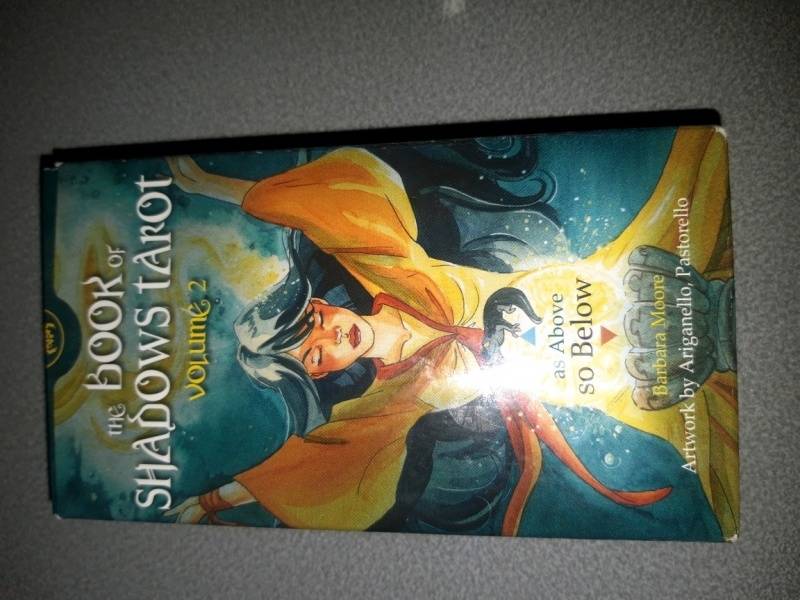 THE BOOK OF
SHADOWS TAROT
VOLUME 2
as Above
so Below
Barbara Moore
Artwork by Ariganello, Pastorello